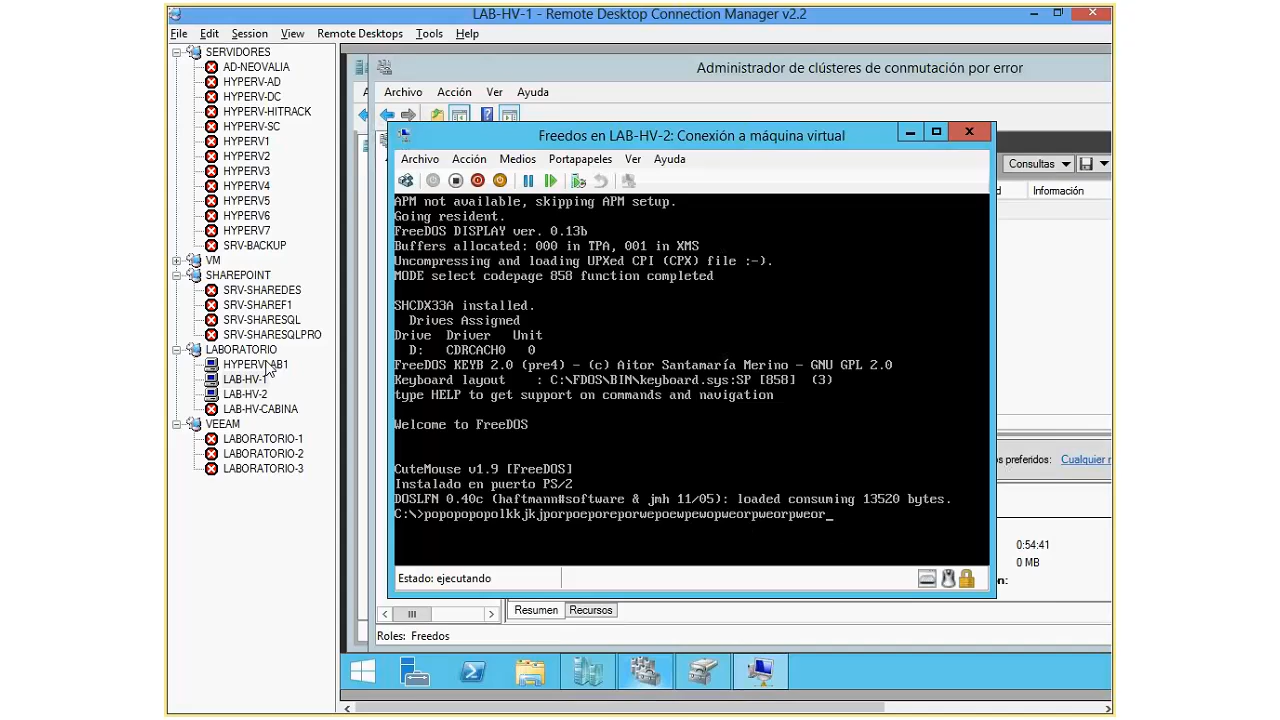 LAB-HV-1 - Remote Desktop Connection Manager v2.2
File Edit Session View Remote Desktops Tools Help
SERVIDORES
AD-NEOVALIA
HYPERV-AD
HYPERV-DC
HYPERV-HITRACK
HYPERV-SC
HYPERV1
HYPERV2
HYPERV3
HYPERV4
HYPERV5
HYPERV6
HYPERV7
SRV-BACKUP
VM
SHAREPOINT
SRV-SHAREDES
SRV-SHAREF1
SRV-SHARESQL
SRV-SHARESQLPRO
LABORATORIO
HYPERVLAB1
LAB-HV-1
LAB-HV-2
LAB-HV-CABINA
VEEAM
LABORATORIO-1
LABORATORIO-2
LABORATORIO-3
Administrador de clústeres de conmutación por error
Archivo Acción Ver Ayuda
Consultas
Información
Freedos en LAB-HV-2: Conexión a máquina virtual
Archivo Acción Medios Portapapeles Ver Ayuda
APM not available, skipping APM setup.
Going resident.
FreeDOS DISPLAY ver. 0.13b
Buffers allocated: 000 in TPA, 001 in XMS
Uncompressing and loading UPXed CPI (CPX) file :-).
MODE select codepage 858 function completed
SHCDX33A installed.
Drives Assigned
Drive Driver Unit
D: CDRCACH0 0
FreeDOS KEYB 2.0 (pre4) - (c) Aitor Santamaría Merino - GNU GPL 2.0
Keyboard layout : C:\FDOS\BIN\keyboard.sys:SP [858] (3)
type HELP to get support on commands and navigation
Welcome to FreeDOS
CuteMouse v1.9 [FreeDOS]
Instalado en puerto PS/2
DOSLFN 0.40c (haftmann#software & jmh 11/05): loaded consuming 13520 bytes.
C:\>popopopopolkkjkjporpoeporeporwepoewpewopweorpweorpweor_
Estado: ejecutando
os preferidos: Cualquier
0:54:41
0 MB
Resumen Recursos
Roles: Freedos